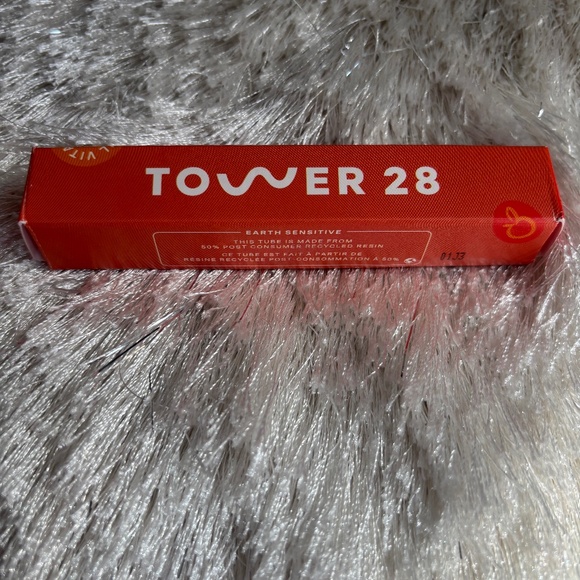 VITA
TOWER 28
EARTH SENSITIVE
THIS TUBE IS MADE FROM
50% POST CONSUMER RECYCLED RESIN
CE TUBE EST FAIT À PARTIR DE
RÉSINE RECYCLÉE POST-CONSOMMATION À 50%